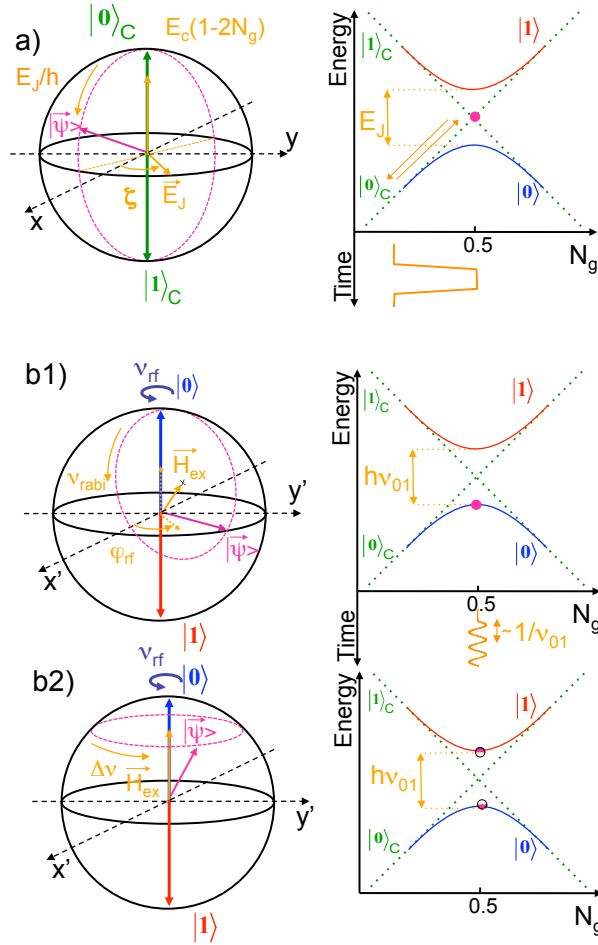 a)
|0⟩C
Ec(1-2Ng)
EJ/h
|ψ>
y
x
ζ
EJ
|1⟩C
Energy
|1⟩C
|1⟩
EJ
|0⟩C
|0⟩
0.5
Ng
Time
b1)
νrf
|0⟩
νrabi
Hex
y'
φrf
|ψ>
x'
|1⟩
Energy
|1⟩C
|1⟩
hν01
|0⟩C
|0⟩
0.5
Ng
Time
~1/ν01
b2)
νrf
|0⟩
|ψ>
Δν
Hex
y'
x'
|1⟩
Energy
|1⟩C
|1⟩
hν01
|0⟩C
|0⟩
0.5
Ng